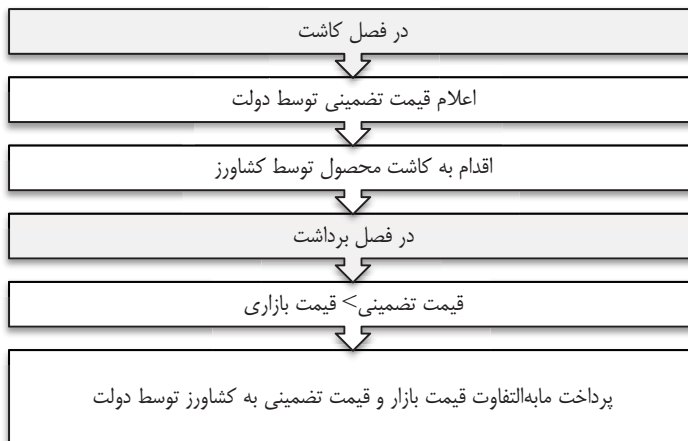 در فصل کاشت
اعلام قیمت تضمینی توسط دولت
اقدام به کاشت محصول توسط کشاورز
در فصل برداشت
قیمت تضمینی> قیمت بازاری
پرداخت مابه‌التفاوت قیمت بازار و قیمت تضمینی به کشاورز توسط دولت